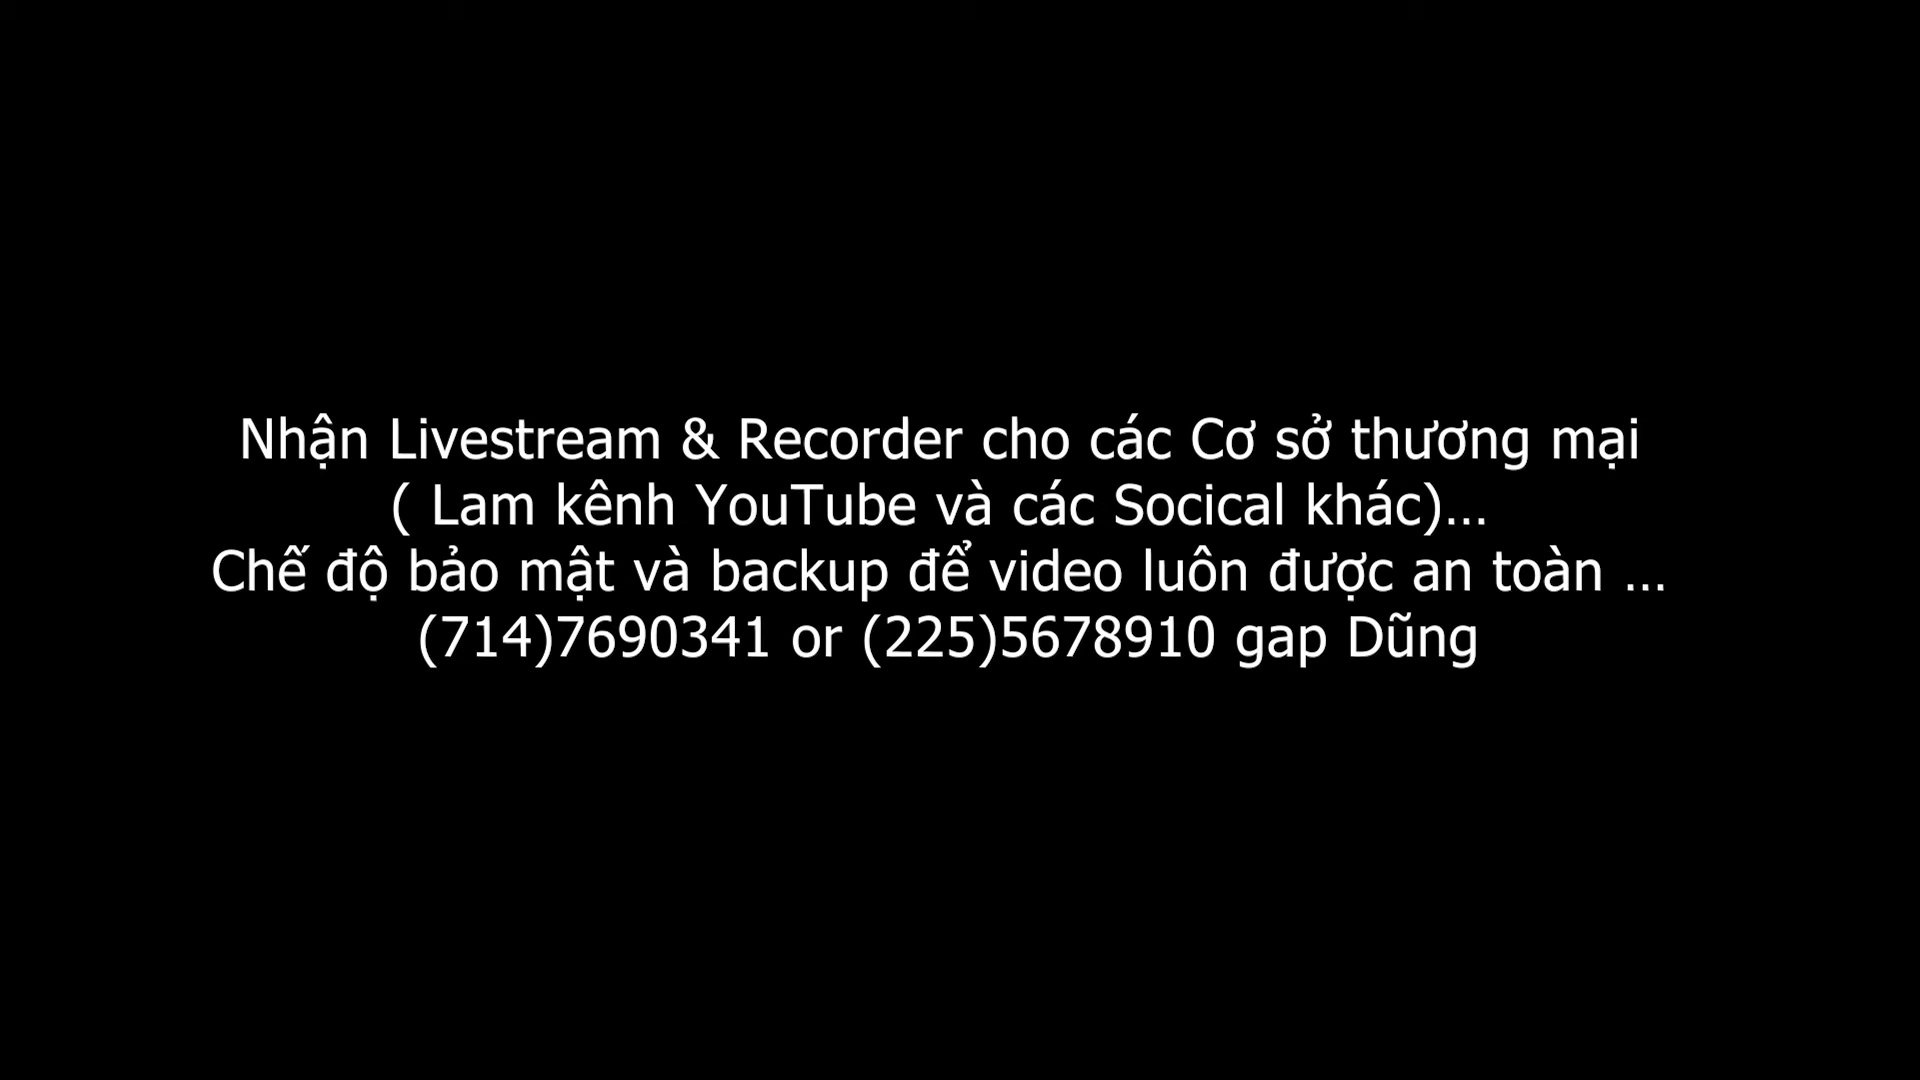 Nhận Livestream & Recorder cho các Cơ sở thương mại
( Lam kênh YouTube và các Socical khác)...
Chế độ bảo mật và backup để video luôn được an toàn ...
(714)7690341 or (225)5678910 gap Dũng